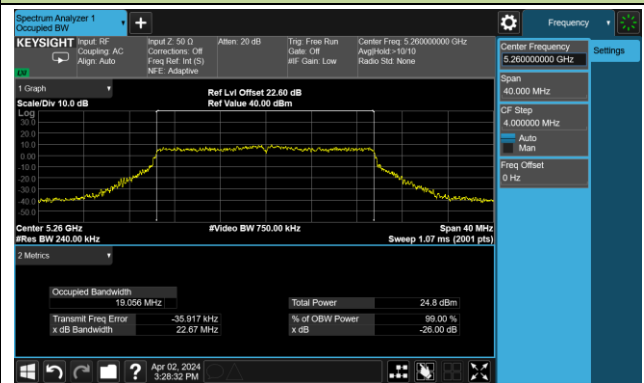 Spectrum Analyzer 1
Occupied BW
+
Frequency
KEYSIGHT
Input: RF
Coupling: AC
Align: Auto
Input Z: 50 Ω
Corrections: Off
Freq Ref: Int (S)
NFE: Adaptive
Atten: 20 dB
Trig: Free Run
Gate: Off
#IF Gain: Low
Center Freq: 5.260000000 GHz
Avg|Hold:>10/10
Radio Std: None
LXI
Center Frequency
5.260000000 GHz
Settings
Span
40.000 MHz
CF Step
4.000000 MHz
Auto
Man
Freq Offset
0 Hz
1 Graph
Scale/Div 10.0 dB
Ref Lvl Offset 22.60 dB
Ref Value 40.00 dBm
Log
30.0
20.0
10.0
0.00
-10.0
-20.0
-30.0
-40.0
-50.0
Center 5.26 GHz
#Res BW 240.00 kHz
#Video BW 750.00 kHz
Span 40 MHz
Sweep 1.07 ms (2001 pts)
2 Metrics
Occupied Bandwidth
19.056 MHz
Total Power 24.8 dBm
Transmit Freq Error -35.917 kHz
% of OBW Power 99.00 %
x dB Bandwidth 22.67 MHz
x dB -26.00 dB
?
Apr 02, 2024
3:28:32 PM